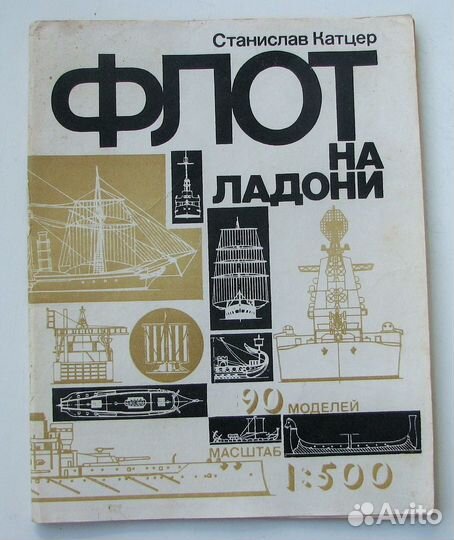 Станислав Катцер
ФЛОТ
НА
ЛАДОНИ
90 МОДЕЛЕЙ
МАСШТАБ
1:500
Avito